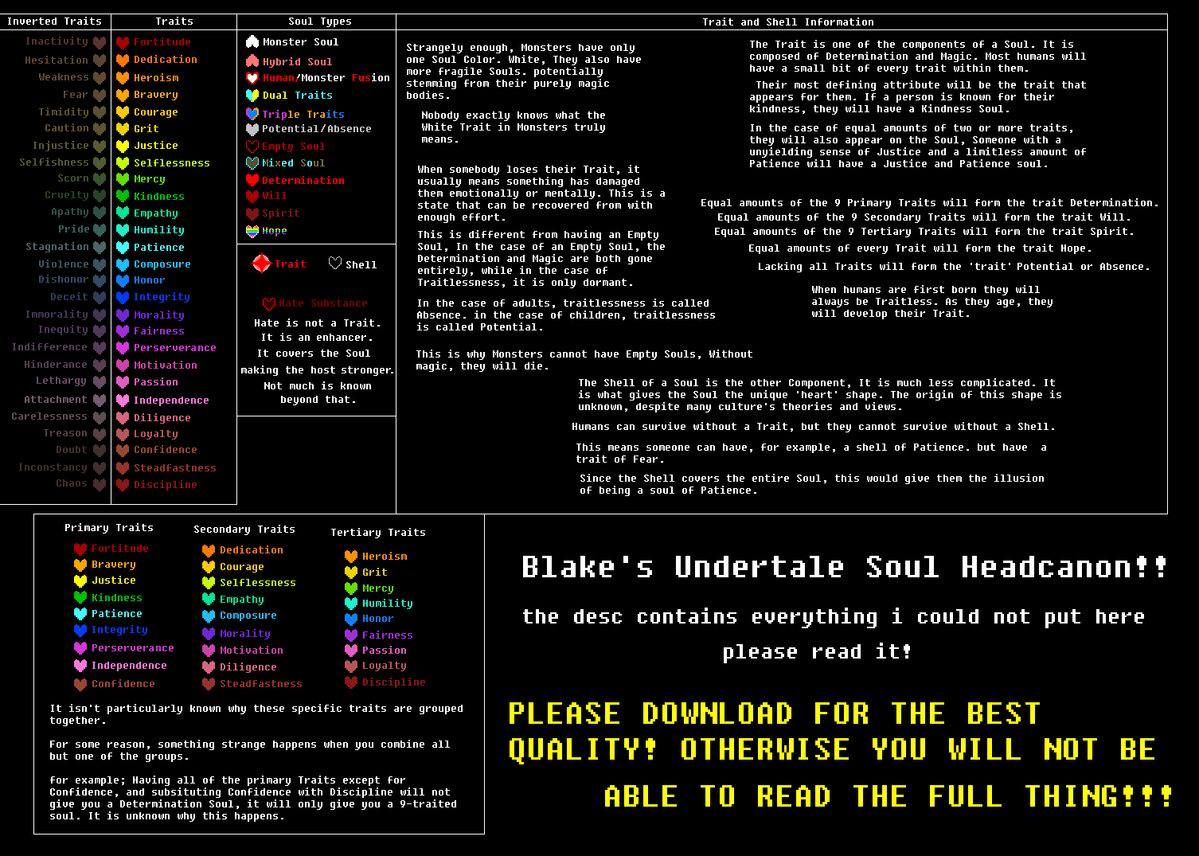 Inverted Traits
Inactivity
Hesitation
Weakness
Fear
Timidity
Caution
Injustice
Selfishness
Scorn
Cruelty
Apathy
Pride
Stagnation
Violence
Dishonor
Deceit
Immorality
Inequity
Indifference
Hinderance
Lethargy
Attachment
Carelessness
Treason
Doubt
Inconstancy
Chaos
Traits
Fortitude
Dedication
Heroism
Bravery
Courage
Grit
Justice
Selflessness
Mercy
Kindness
Empathy
Humility
Patience
Composure
Honor
Integrity
Morality
Fairness
Perserverance
Motivation
Passion
Independence
Diligence
Loyalty
Confidence
Steadfastness
Discipline
Soul Types
Monster Soul
Hybrid Soul
Human/Monster Fusion
Dual Traits
Triple Traits
Potential/Absence
Empty Soul
Mixed Soul
Determination
Will
Spirit
Hope
Trait
Shell
Hate Substance
Hate is not a Trait.
It is an enhancer.
It covers the Soul
making the host stronger.
Not much is known
beyond that.
Trait and Shell Information
Strangely enough, Monsters have only
one Soul Color. White, They also have
more fragile Souls. potentially
stemming from their purely magic
bodies.
Nobody exactly knows what the
White Trait in Monsters truly
means.
When somebody loses their Trait, it
usually means something has damaged
them emotionally or mentally. This is a
state that can be recovered from with
enough effort.
This is different from having an Empty
Soul, In the case of an Empty Soul, the
Determination and Magic are both gone
entirely, while in the case of
Traitlessness, it is only dormant.
In the case of adults, traitlessness is called
Absence. in the case of children, traitlessness
is called Potential.
This is why Monsters cannot have Empty Souls, Without
magic, they will die.
The Trait is one of the components of a Soul. It is
composed of Determination and Magic. Most humans will
have a small bit of every trait within them.
Their most defining attribute will be the trait that
appears for them. If a person is known for their
kindness, they will have a Kindness Soul.
In the case of equal amounts of two or more traits,
they will also appear on the Soul, Someone with a
unyielding sense of Justice and a limitless amount of
Patience will have a Justice and Patience soul.
Equal amounts of the 9 Primary Traits will form the trait Determination.
Equal amounts of the 9 Secondary Traits will form the trait Will.
Equal amounts of the 9 Tertiary Traits will form the trait Spirit.
Equal amounts of every Trait will form the trait Hope.
Lacking all Traits will form the 'trait' Potential or Absence.
When humans are first born they will
always be Traitless. As they age, they
will develop their Trait.
The Shell of a Soul is the other Component, It is much less complicated. It
is what gives the Soul the unique 'heart' shape. The origin of this shape is
unknown, despite many culture's theories and views.
Humans can survive without a Trait, but they cannot survive without a Shell.
This means someone can have, for example, a shell of Patience. but have a
trait of Fear.
Since the Shell covers the entire Soul, this would give them the illusion
of being a soul of Patience.
Primary Traits
Fortitude
Bravery
Justice
Kindness
Patience
Integrity
Perserverance
Independence
Confidence
Secondary Traits
Dedication
Courage
Selflessness
Empathy
Composure
Morality
Motivation
Diligence
Steadfastness
Tertiary Traits
Heroism
Grit
Mercy
Humility
Honor
Fairness
Passion
Loyalty
Discipline
It isn't particularly known why these specific traits are grouped
together.
For some reason, something strange happens when you combine all
but one of the groups.
for example; Having all of the primary Traits except for
Confidence, and subsituting Confidence with Discipline will not
give you a Determination Soul, it will only give you a 9-traited
soul. It is unknown why this happens.
Blake's Undertale Soul Headcanon!!
the desc contains everything i could not put here
please read it!
PLEASE DOWNLOAD FOR THE BEST
QUALITY! OTHERWISE YOU WILL NOT BE
ABLE TO READ THE FULL THING!!!